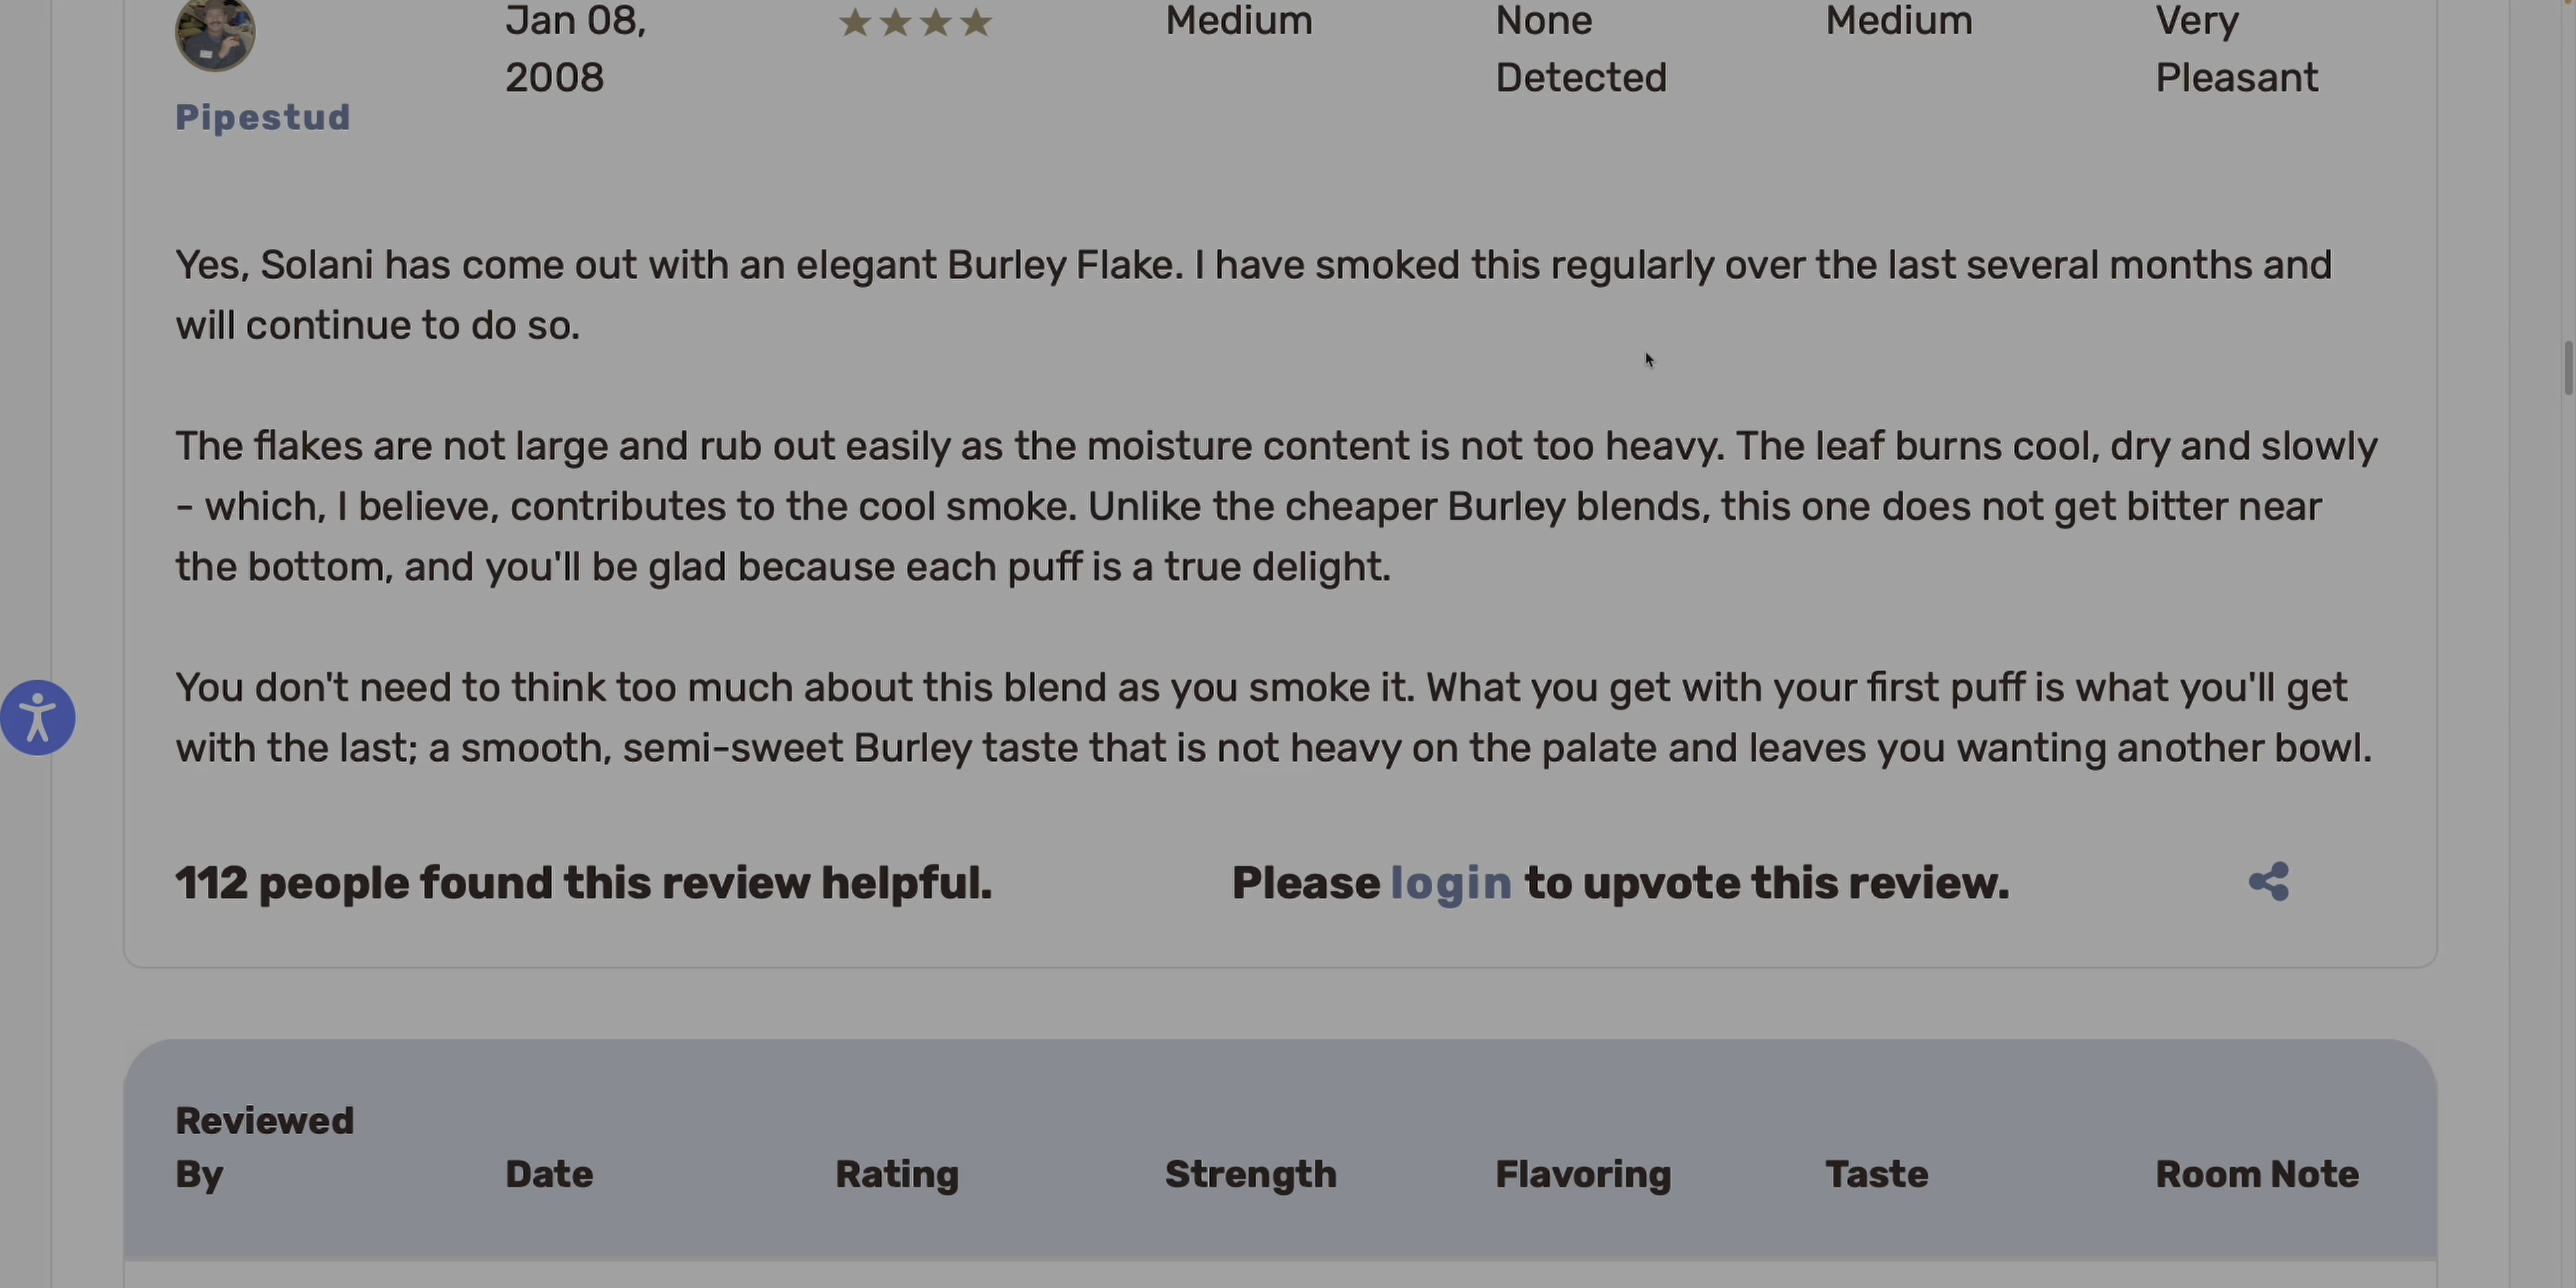 Jan 08, Medium None Medium Very
2008 Detected Pleasant
Pipestud
Yes, Solani has come out with an elegant Burley Flake. I have smoked this regularly over the last several months and
will continue to do so.
The flakes are not large and rub out easily as the moisture content is not too heavy. The leaf burns cool, dry and slowly
- which, I believe, contributes to the cool smoke. Unlike the cheaper Burley blends, this one does not get bitter near
the bottom, and you'll be glad because each puff is a true delight.
You don't need to think too much about this blend as you smoke it. What you get with your first puff is what you'll get
with the last; a smooth, semi-sweet Burley taste that is not heavy on the palate and leaves you wanting another bowl.
112 people found this review helpful. Please login to upvote this review.
Reviewed
By Date Rating Strength Flavoring Taste Room Note